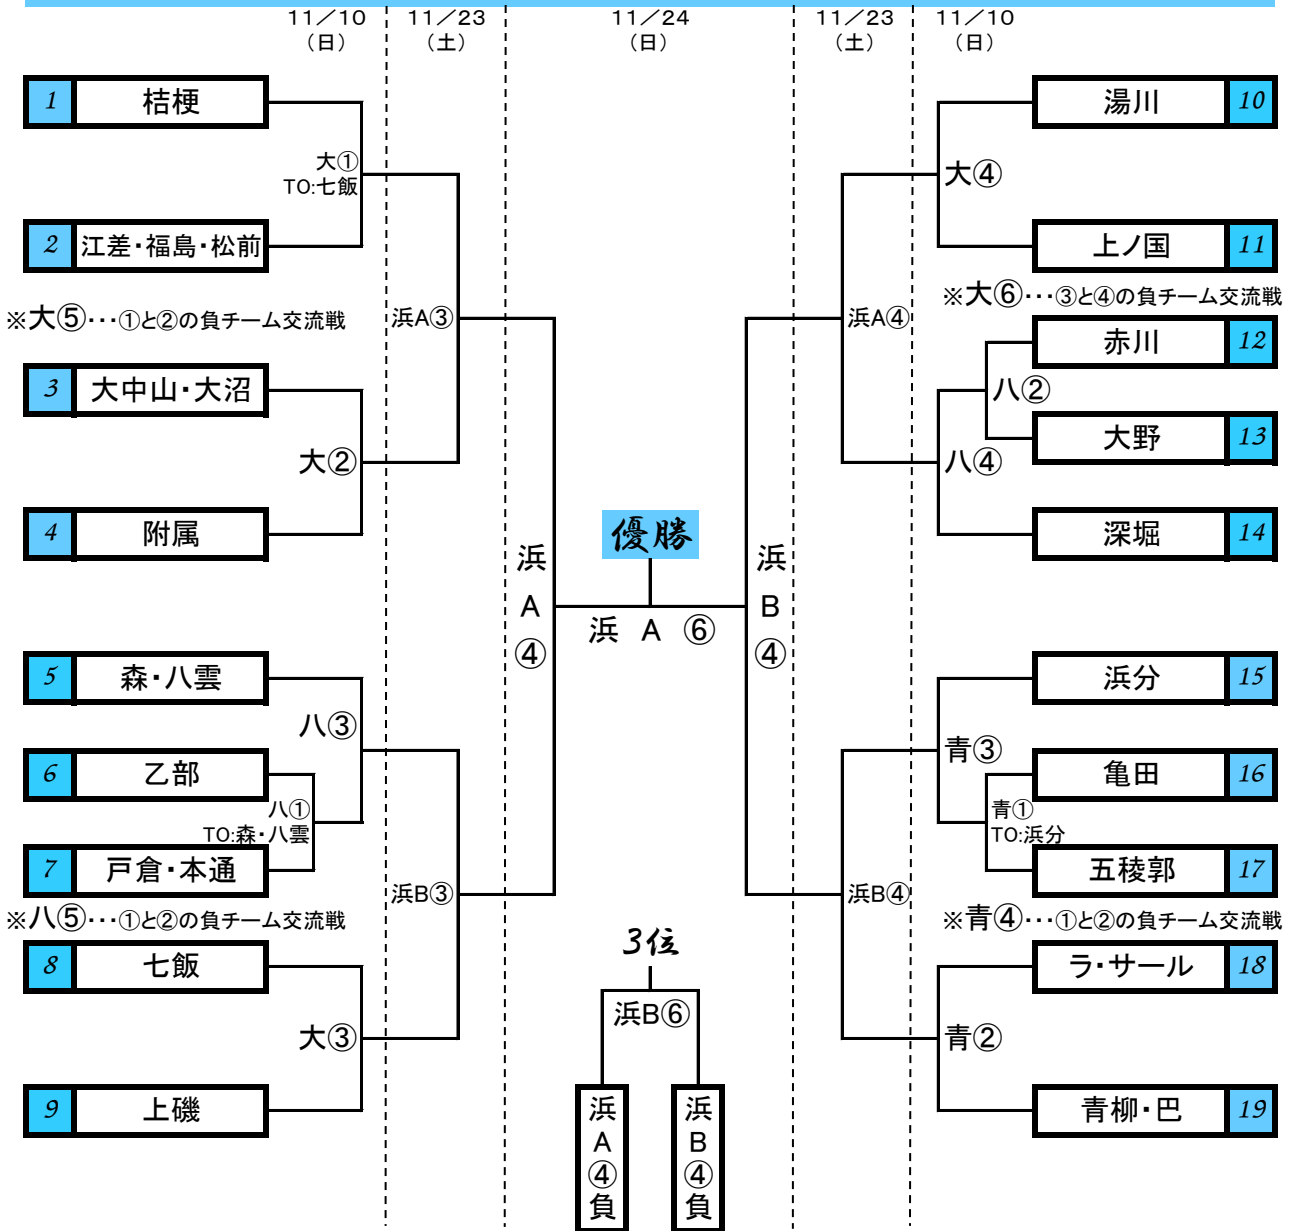 11／10
（日）
11／23
（土）
11／24
（日）
11／23
（土）
11／10
（日）
1 桔梗
大①
TO:七飯
2 江差・福島・松前
※大⑤・・・①と②の負チーム交流戦
浜A③
3 大中山・大沼
大②
4 附属
5 森・八雲
八③
6 乙部
八①
TO:森・八雲
7 戸倉・本通
浜B③
※八⑤・・・①と②の負チーム交流戦
8 七飯
大③
9 上磯
浜A④
優勝
浜 A ⑥
浜B④
3位
浜B⑥
浜A④負
浜B④負
湯川 10
大④
上ノ国 11
※大⑥・・・③と④の負チーム交流戦
浜A④
赤川 12
八②
大野 13
八④
深堀 14
浜分 15
青③
亀田 16
青①
TO:浜分
五稜郭 17
浜B④
※青④・・・①と②の負チーム交流戦
ラ・サール 18
青②
青柳・巴 19